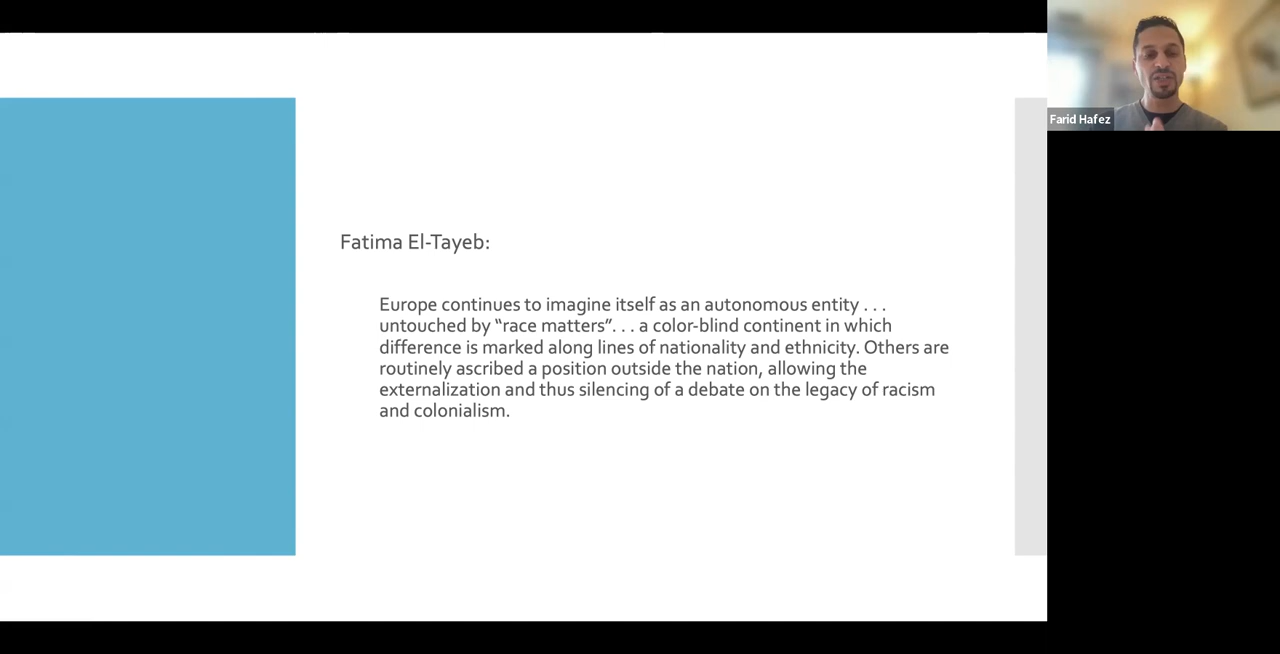 Fatima El-Tayeb:
Europe continues to imagine itself as an autonomous entity . . .
untouched by “race matters”. . . a color-blind continent in which
difference is marked along lines of nationality and ethnicity. Others are
routinely ascribed a position outside the nation, allowing the
externalization and thus silencing of a debate on the legacy of racism
and colonialism.
Farid Hafez